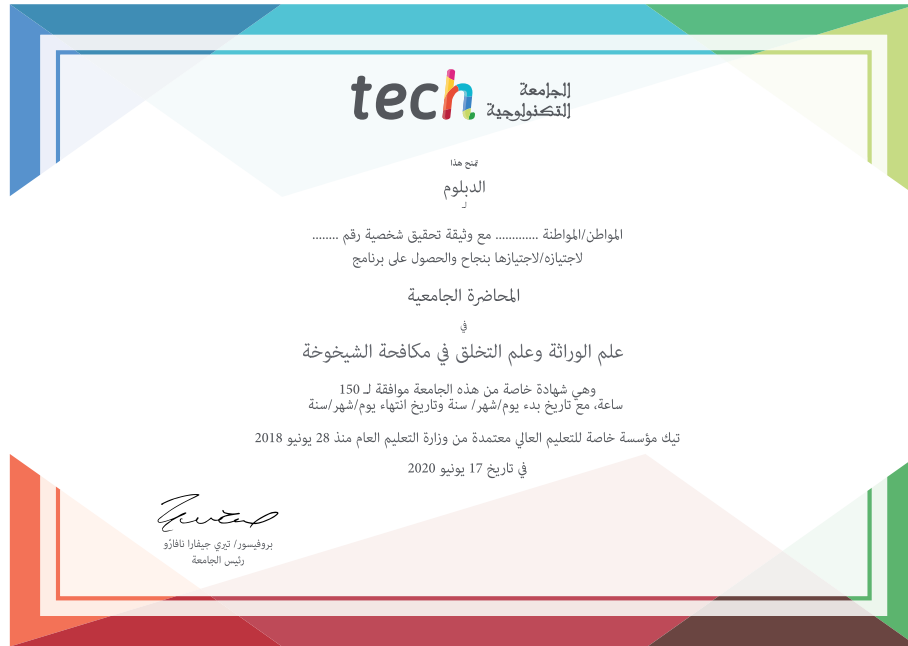 tech الجامعة
التكنولوجية
تمنح هذا
الدبلوم
لـ
المواطن/المواطنة ............. مع وثيقة تحقيق شخصية رقم ........
لاجتيازه/لاجتيازها بنجاح والحصول على برنامج
المحاضرة الجامعية
في
علم الوراثة وعلم التخلق في مكافحة الشيخوخة
وهي شهادة خاصة من هذه الجامعة موافقة لـ 150
ساعة، مع تاريخ بدء يوم/شهر/ سنة وتاريخ انتهاء يوم/شهر/سنة
تيك مؤسسة خاصة للتعليم العالي معتمدة من وزارة التعليم العام منذ 28 يونيو 2018
في تاريخ 17 يونيو 2020
بروفيسور/ تيري جيفارا نافارّو
رئيس الجامعة